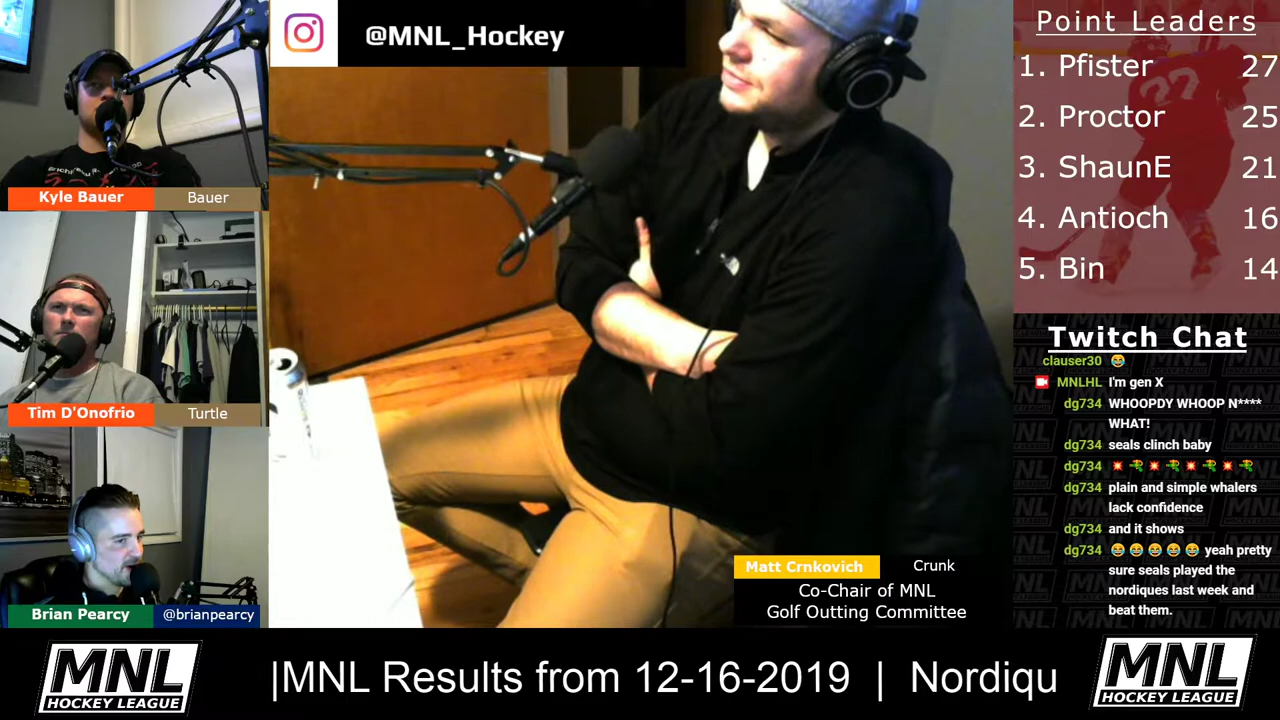 @MNL_Hockey
Kyle Bauer
Bauer
Tim D'Onofrio
Turtle
Brian Pearcy
@brianpearcy
Matt Crnkovich
Crunk
Co-Chair of MNL
Golf Outting Committee
Point Leaders
1. Pfister 27
2. Proctor 25
3. ShaunE 21
4. Antioch 16
5. Bin 14
Twitch Chat
clauser30 😂
MNLHL I'm gen X
dg734 WHOOPDY WHOOP N****
WHAT!
dg734 seals clinch baby
dg734 💥 🔫 💥 🔫 💥 🔫 💥 🔫
dg734 plain and simple whalers
lack confidence
dg734 and it shows
dg734 😂 😂 😂 😂 😂 yeah pretty
sure seals played the
nordiques last week and
beat them.
MNL
HOCKEY LEAGUE
|MNL Results from 12-16-2019 | Nordiqu
MNL
HOCKEY LEAGUE